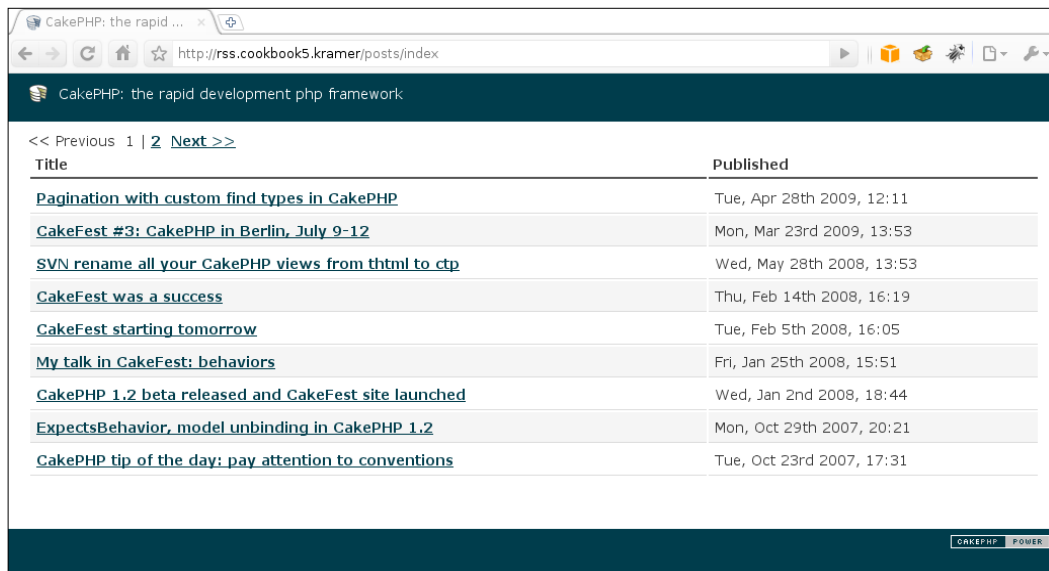 CakePHP: the rapid ...
http://rss.cookbook5.kramer/posts/index
CakePHP: the rapid development php framework
<< Previous 1 | 2 Next >>
Title Published
Pagination with custom find types in CakePHP Tue, Apr 28th 2009, 12:11
CakeFest #3: CakePHP in Berlin, July 9-12 Mon, Mar 23rd 2009, 13:53
SVN rename all your CakePHP views from thtml to ctp Wed, May 28th 2008, 13:53
CakeFest was a success Thu, Feb 14th 2008, 16:19
CakeFest starting tomorrow Tue, Feb 5th 2008, 16:05
My talk in CakeFest: behaviors Fri, Jan 25th 2008, 15:51
CakePHP 1.2 beta released and CakeFest site launched Wed, Jan 2nd 2008, 18:44
ExpectsBehavior, model unbinding in CakePHP 1.2 Mon, Oct 29th 2007, 20:21
CakePHP tip of the day: pay attention to conventions Tue, Oct 23rd 2007, 17:31
CAKEPHP POWER